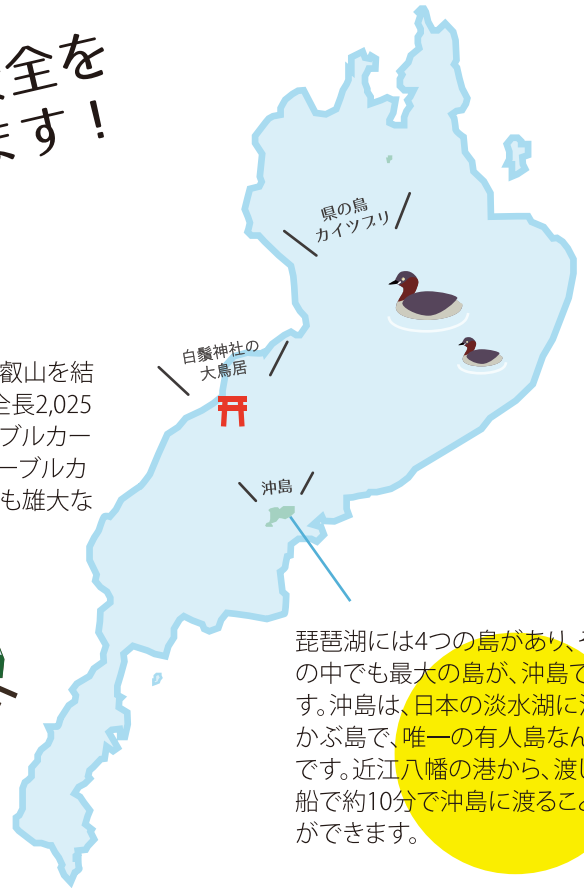 全を
ます！
県の鳥
カイツブリ
白鬚神社の
大鳥居
叡山を結
全長2,025
ブルカー
ーブルカ
も雄大な
沖島
琵琶湖には4つの島があり、そ
の中でも最大の島が、沖島で
す。沖島は、日本の淡水湖に浮
かぶ島で、唯一の有人島なん
です。近江八幡の港から、渡し
船で約10分で沖島に渡るこ
ができます。